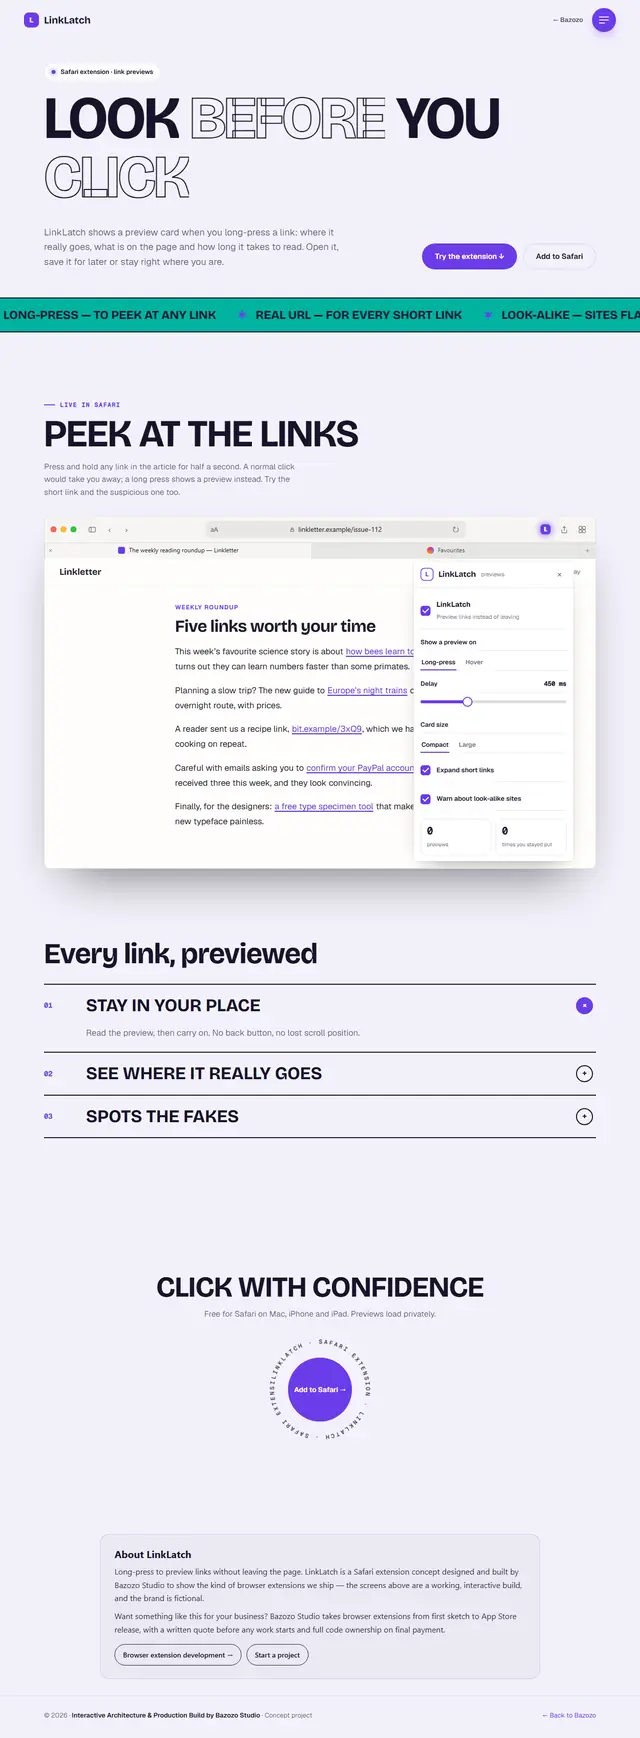 L LinkLatch
← Bazozo
Safari extension · link previews
LOOK BEFORE YOU
CLICK
LinkLatch shows a preview card when you long-press a link: where it
really goes, what is on the page and how long it takes to read. Open it,
save it for later or stay right where you are.
Try the extension ↓
Add to Safari
LONG-PRESS — TO PEEK AT ANY LINK
REAL URL — FOR EVERY SHORT LINK
LOOK-ALIKE — SITES FLA
LIVE IN SAFARI
PEEK AT THE LINKS
Press and hold any link in the article for half a second. A normal click
would take you away; a long press shows a preview instead. Try the
short link and the suspicious one too.
aA
linkletter.example/issue-112
L
The weekly reading roundup — Linkletter
Favourites
Linkletter
ay
WEEKLY ROUNDUP
Five links worth your time
This week's favourite science story is about how bees learn to
turns out they can learn numbers faster than some primates.
Planning a slow trip? The new guide to Europe's night trains
overnight route, with prices.
A reader sent us a recipe link, bit.example/3xQ9, which we ha
cooking on repeat.
Careful with emails asking you to confirm your PayPal accoun
received three this week, and they look convincing.
Finally, for the designers: a free type specimen tool that make
new typeface painless.
L LinkLatch previews ×
LinkLatch
Preview links instead of leaving
Show a preview on
Long-press Hover
Delay 450 ms
Card size
Compact Large
Expand short links
Warn about look-alike sites
0 0
previews times you stayed put
Every link, previewed
01 STAY IN YOUR PLACE
Read the preview, then carry on. No back button, no lost scroll position.
02 SEE WHERE IT REALLY GOES +
03 SPOTS THE FAKES +
CLICK WITH CONFIDENCE
Free for Safari on Mac, iPhone and iPad. Previews load privately.
LINKLATCH · SAFARI EXTENSION · LINKLATCH · SAFARI EXTENSI
Add to Safari →
About LinkLatch
Long-press to preview links without leaving the page. LinkLatch is a Safari extension concept designed and built by
Bazozo Studio to show the kind of browser extensions we ship — the screens above are a working, interactive build,
and the brand is fictional.
Want something like this for your business? Bazozo Studio takes browser extensions from first sketch to App Store
release, with a written quote before any work starts and full code ownership on final payment.
Browser extension development →
Start a project
© 2026 · Interactive Architecture & Production Build by Bazozo Studio · Concept project
← Back to Bazozo